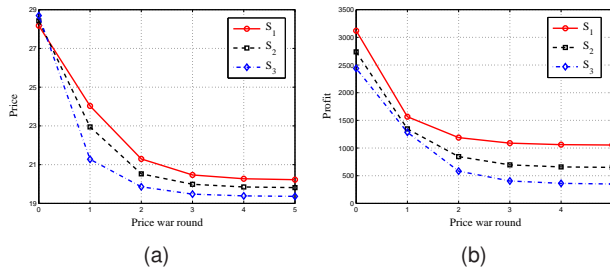 29
27
25
23
21
19
Price
0 1 2 3 4 5
Price war round
S1
S2
S3
(a)
3500
3000
2500
2000
1500
1000
500
0
Profit
0 1 2 3 4
Price war round
S1
S2
S3
(b)